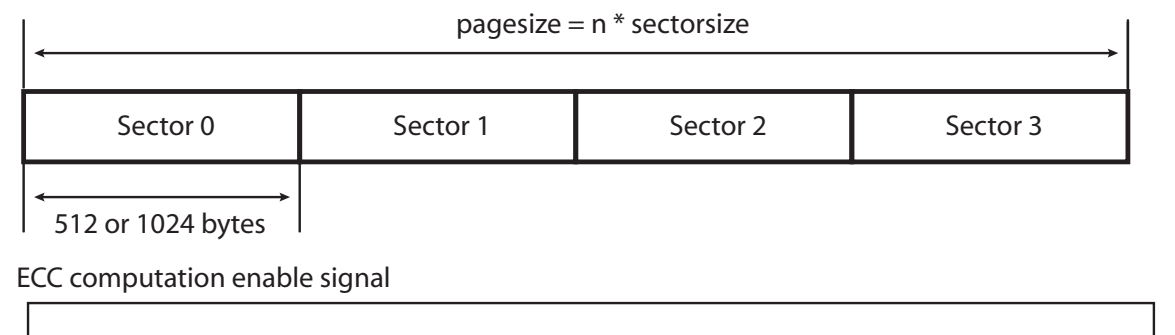 pagesize = n * sectorsize
Sector 0 Sector 1 Sector 2 Sector 3
512 or 1024 bytes
ECC computation enable signal